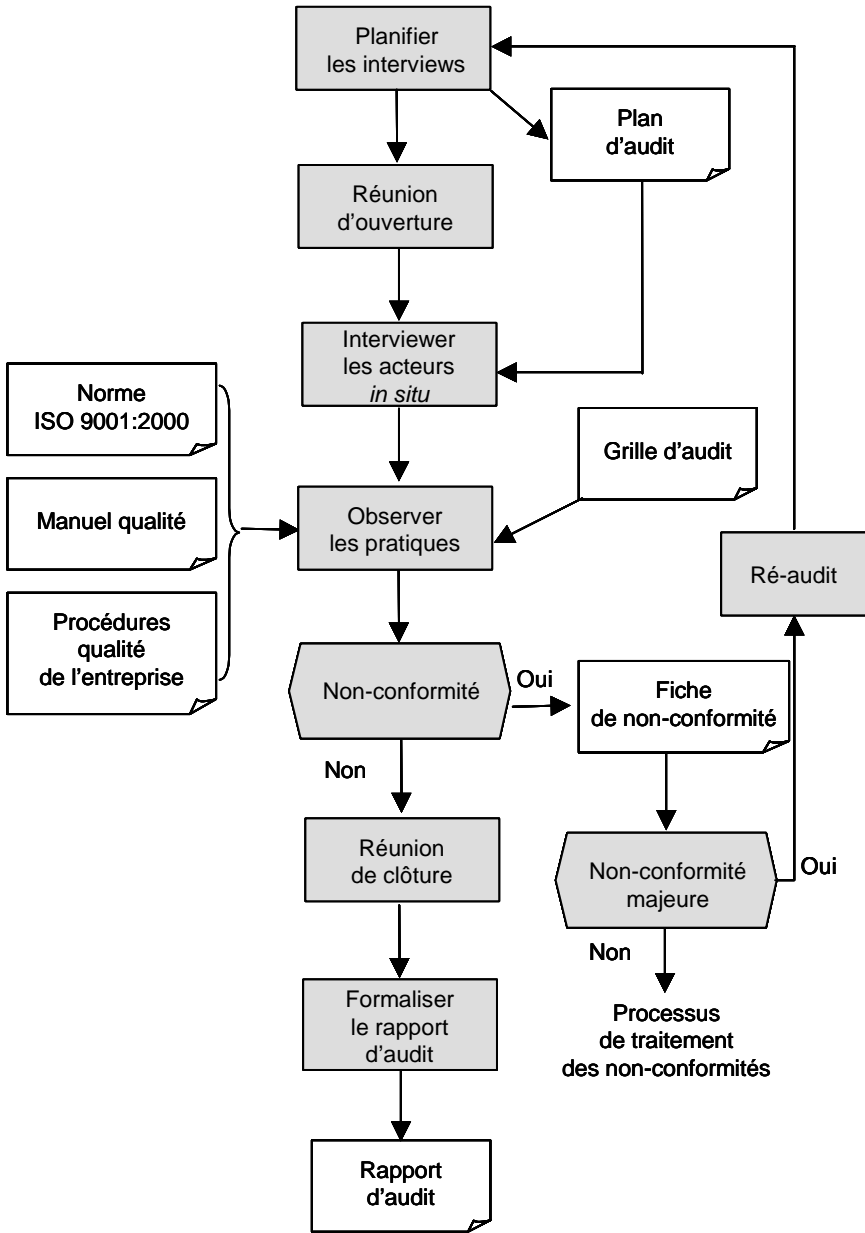 Planifier
les interviews
Plan
d'audit
Réunion
d'ouverture
Interviewer
les acteurs
in situ
Norme
ISO 9001:2000
Grille d'audit
Manuel qualité
Observer
les pratiques
Ré-audit
Procédures
qualité
de l'entreprise
Non-conformité
Oui
Fiche
de non-conformité
Non
Réunion
de clôture
Non-conformité
majeure
Oui
Non
Formaliser
le rapport
d'audit
Processus
de traitement
des non-conformités
Rapport
d'audit